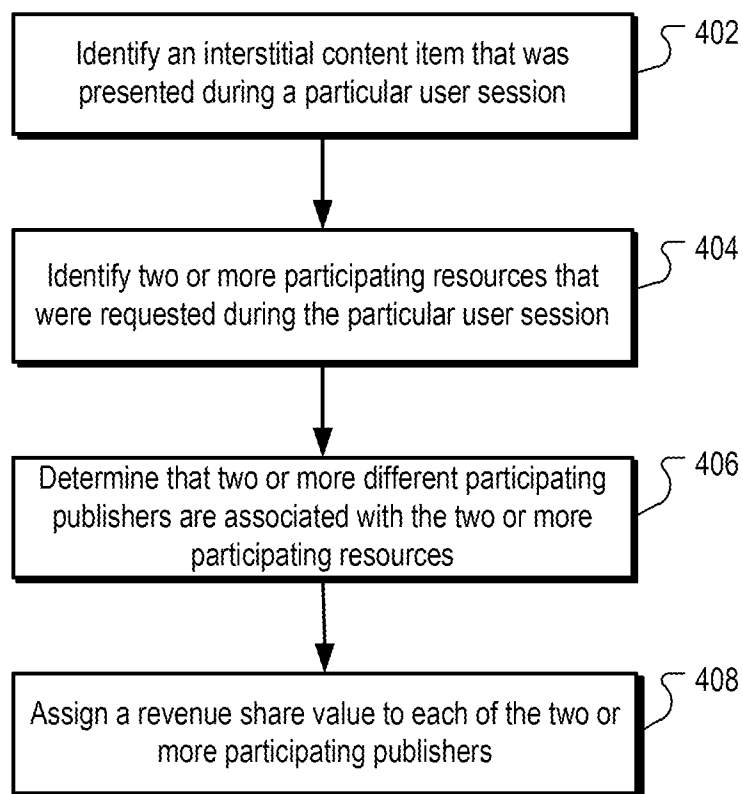 Identify an interstitial content item that was
presented during a particular user session
402
Identify two or more participating resources that
were requested during the particular user session
404
Determine that two or more different participating
publishers are associated with the two or more
participating resources
406
Assign a revenue share value to each of the two or
more participating publishers
408